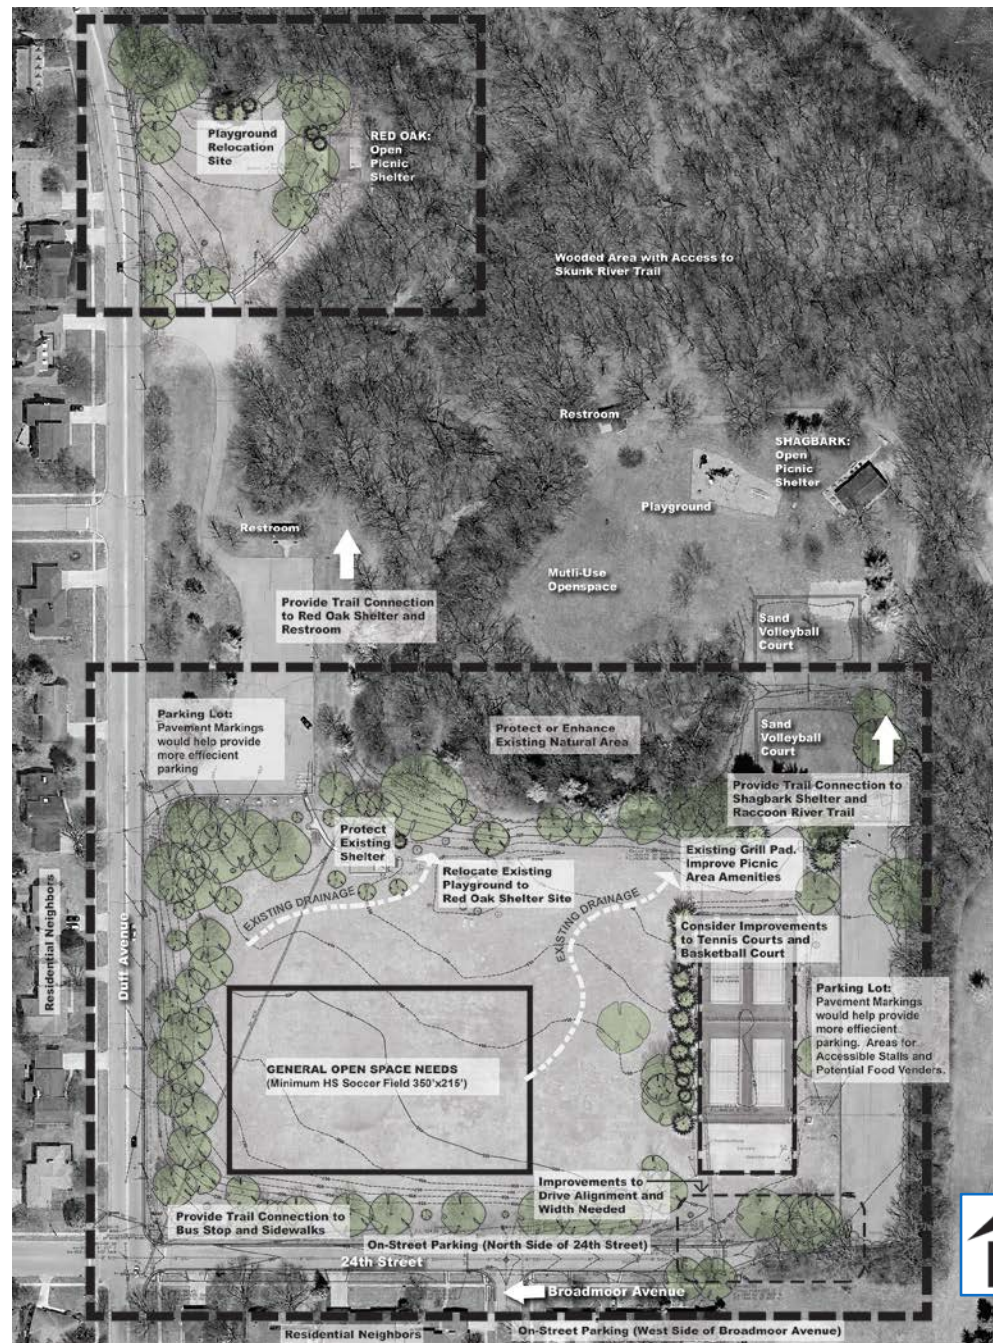 Playground
Relocation
Site
RED OAK:
Open
Picnic
Shelter
Wooded Area with Access to
Skunk River Trail
Restroom
SHAGBARK:
Open
Picnic
Shelter
Playground
Restroom
Mutli-Use
Openspace
Provide Trail Connection
to Red Oak Shelter and
Restroom
Sand
Volleyball
Court
Parking Lot:
Pavement Markings
would help provide
more effiecient
parking
Protect or Enhance
Existing Natural Area
Sand
Volleyball
Court
Provide Trail Connection to
Shagbark Shelter and
Raccoon River Trail
Protect
Existing
Shelter
Existing Grill Pad.
Improve Picnic
Area Amenities
Relocate Existing
Playground to
Red Oak Shelter Site
EXISTING DRAINAGE
EXISTING DRAINAGE
Consider Improvements
to Tennis Courts and
Basketball Court
Residential Neighbors
Duff Avenue
Parking Lot:
Pavement Markings
would help provide
more effiecient
parking. Areas for
Accessible Stalls and
Potential Food Venders.
GENERAL OPEN SPACE NEEDS
(Minimum HS Soccer Field 350'x215')
Improvements to
Drive Alignment and
Width Needed
Provide Trail Connection to
Bus Stop and Sidewalks
On-Street Parking (North Side of 24th Street)
24th Street
Broadmoor Avenue
Residential Neighbors
On-Street Parking (West Side of Broadmoor Avenue)